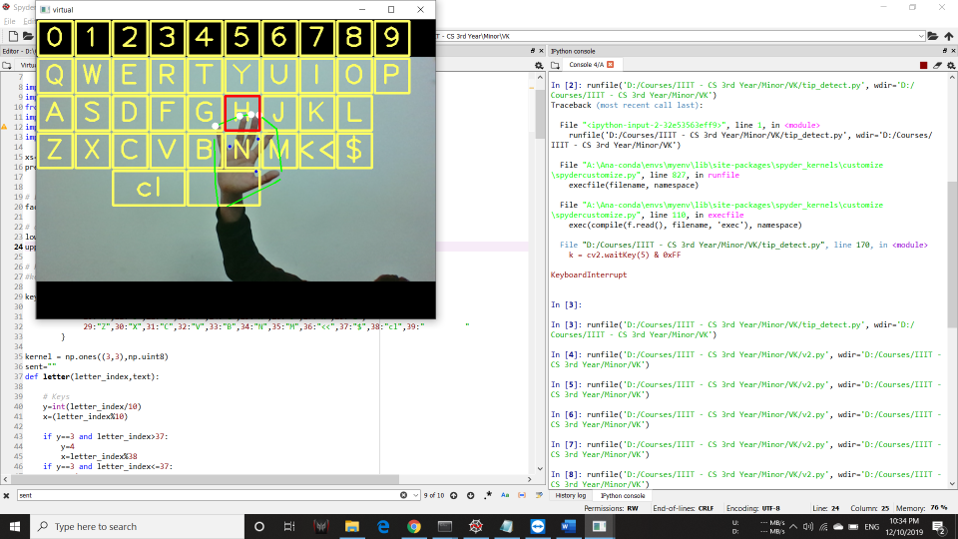 Spyder
virtual
- CS 3rd Year\Minor\VK
File
0 1 2 3 4 5 6 7 8 9
Q W E R T Y U I O P
A S D F G H J K L
Z X C V B N M << $
cl
Editor - D:
Virtu
7
8
9
10
11
12
13
14
15 xs
16 pre
17
18
19
20 fac
21
22 #
23 low
24 upp
25
26 #
27 #
28
29 key
32 29:"Z",30:"X",31:"C",32:"V",33:"B",34:"N",35:"M",36:"<<",37:"$",38:"cl",39:" "
33 }
34
35 kernel = np.ones((3,3),np.uint8)
36 sent=""
37 def letter(letter_index,text):
38
39 # Keys
40 y=int(letter_index/10)
41 x=(letter_index%10)
42
43 if y==3 and letter_index>37:
44 y=4
45 x=letter_index%38
46 if y==3 and letter_index<=37:
sent
9 of 10
.*
Aa
IPython console
Console 4/A
In [2]: runfile('D:/Courses/IIIT - CS 3rd Year/Minor/VK/tip_detect.py', wdir='D:/
Courses/IIIT - CS 3rd Year/Minor/VK')
Traceback (most recent call last):
File "<ipython-input-2-32e53563eff9>", line 1, in <module>
runfile('D:/Courses/IIIT - CS 3rd Year/Minor/VK/tip_detect.py', wdir='D:/
Courses/IIIT - CS 3rd Year/Minor/VK')
File "A:\Ana-conda\envs\myenv\lib\site-packages\spyder_kernels\customize
\spydercustomize.py", line 827, in runfile
execfile(filename, namespace)
File "A:\Ana-conda\envs\myenv\lib\site-packages\spyder_kernels\customize
\spydercustomize.py", line 110, in execfile
exec(compile(f.read(), filename, 'exec'), namespace)
File "D:/Courses/IIIT - CS 3rd Year/Minor/VK/tip_detect.py", line 170, in <module>
k = cv2.waitKey(5) & 0xFF
KeyboardInterrupt
In [3]:
In [3]: runfile('D:/Courses/IIIT - CS 3rd Year/Minor/VK/tip_detect.py', wdir='D:/
Courses/IIIT - CS 3rd Year/Minor/VK')
In [4]: runfile('D:/Courses/IIIT - CS 3rd Year/Minor/VK/v2.py', wdir='D:/Courses/IIIT -
CS 3rd Year/Minor/VK')
In [5]: runfile('D:/Courses/IIIT - CS 3rd Year/Minor/VK/v2.py', wdir='D:/Courses/IIIT -
CS 3rd Year/Minor/VK')
In [6]: runfile('D:/Courses/IIIT - CS 3rd Year/Minor/VK/v2.py', wdir='D:/Courses/IIIT -
CS 3rd Year/Minor/VK')
In [7]: runfile('D:/Courses/IIIT - CS 3rd Year/Minor/VK/v2.py', wdir='D:/Courses/IIIT -
CS 3rd Year/Minor/VK')
In [8]: runfile('D:/Courses/IIIT - CS 3rd Year/Minor/VK/v2.py', wdir='D:/Courses/IIIT -
History log IPython console
Permissions: RW End-of-lines: CRLF Encoding: UTF-8 Line: 24 Column: 25 Memory: 76 %
Type here to search
U: --- MB/s
D: --- MB/s
ENG
10:34 PM
12/10/2019
2